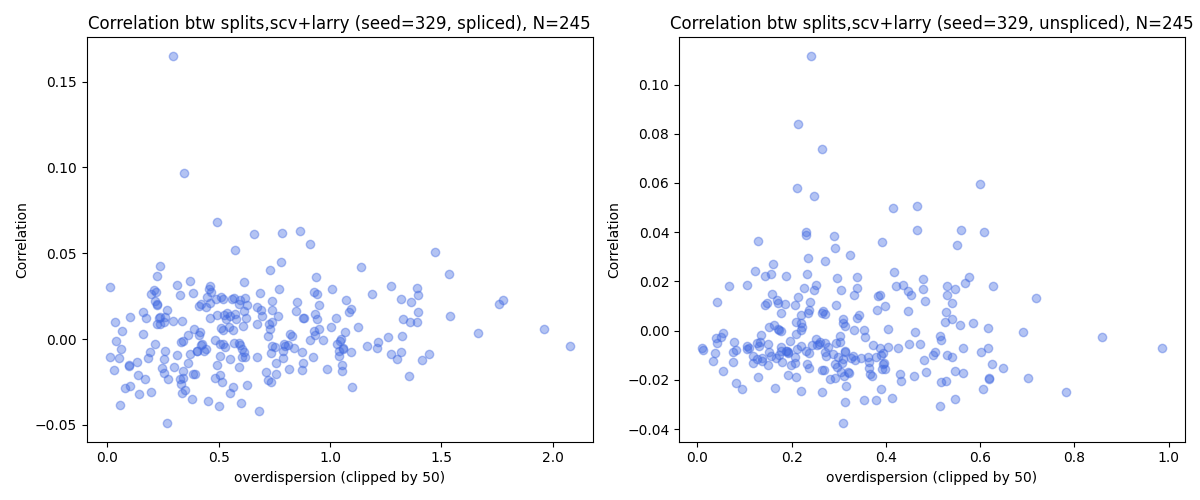 Correlation btw splits,scv+larry (seed=329, spliced), N=245
Correlation
0.15
0.10
0.05
0.00
−0.05
0.0 0.5 1.0 1.5 2.0
overdispersion (clipped by 50)
Correlation btw splits,scv+larry (seed=329, unspliced), N=245
Correlation
0.10
0.08
0.06
0.04
0.02
0.00
−0.02
−0.04
0.0 0.2 0.4 0.6 0.8 1.0
overdispersion (clipped by 50)